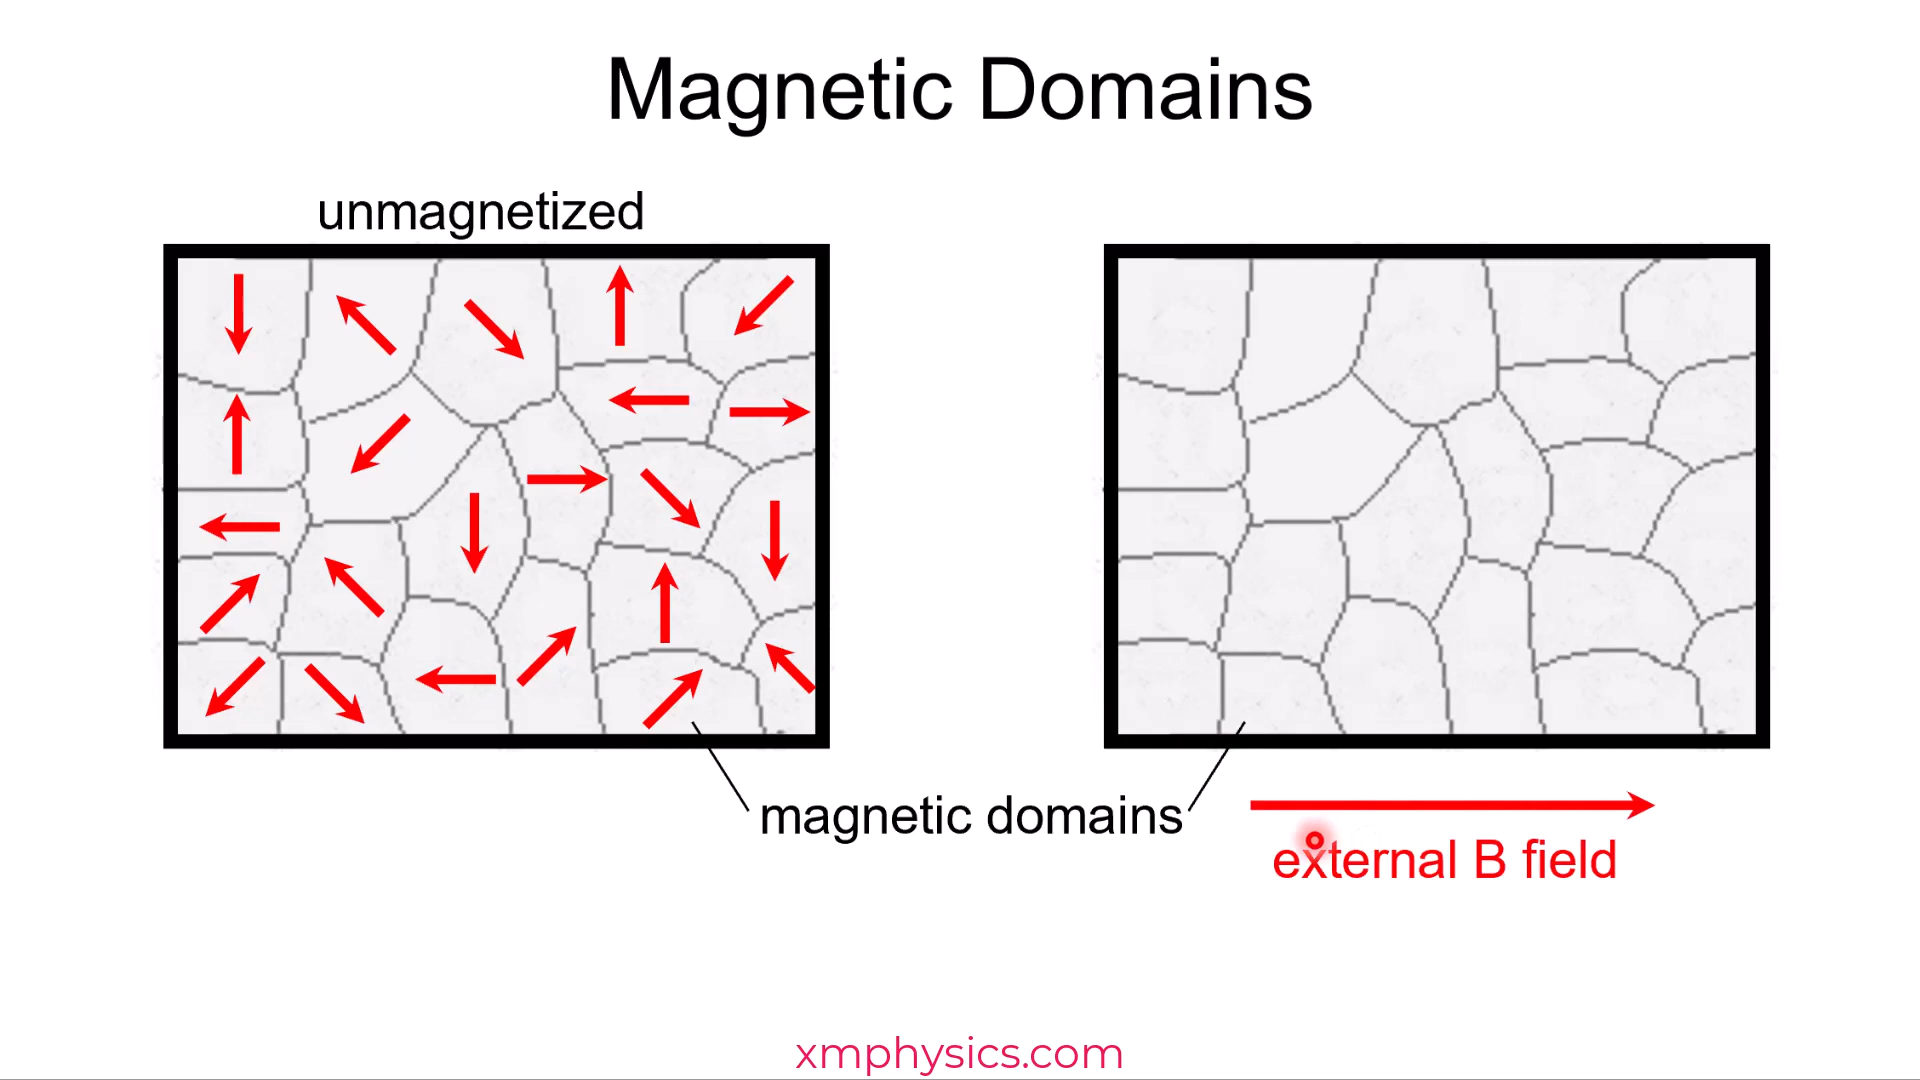 Magnetic Domains
unmagnetized
magnetic domains
external B field
xmphysics.com